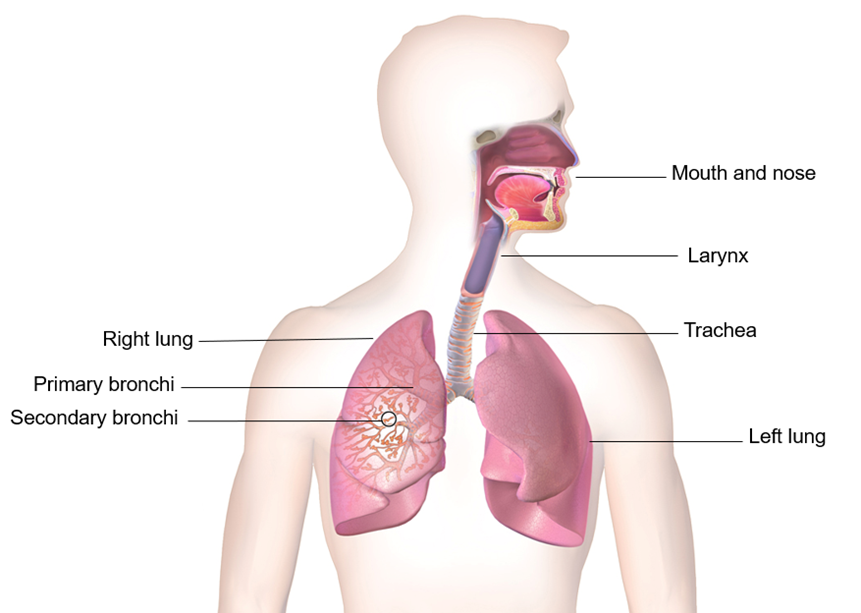 Mouth and nose
Larynx
Trachea
Right lung
Primary bronchi
Secondary bronchi
Left lung